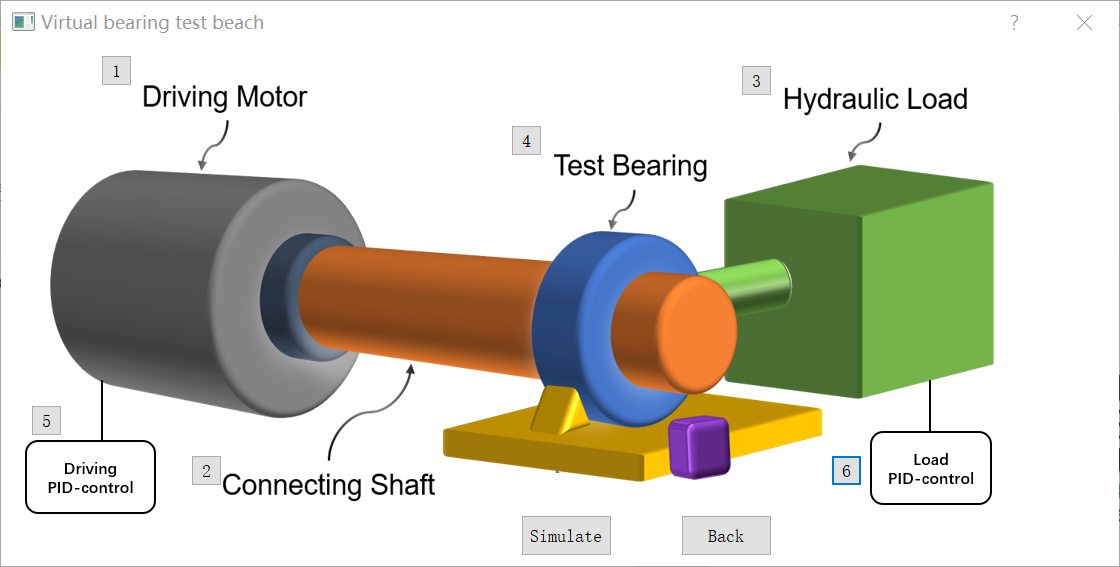 Virtual bearing test beach
?
1
Driving Motor
3
Hydraulic Load
4
Test Bearing
5
Driving
PID-control
2
Connecting Shaft
6
Load
PID-control
Simulate
Back